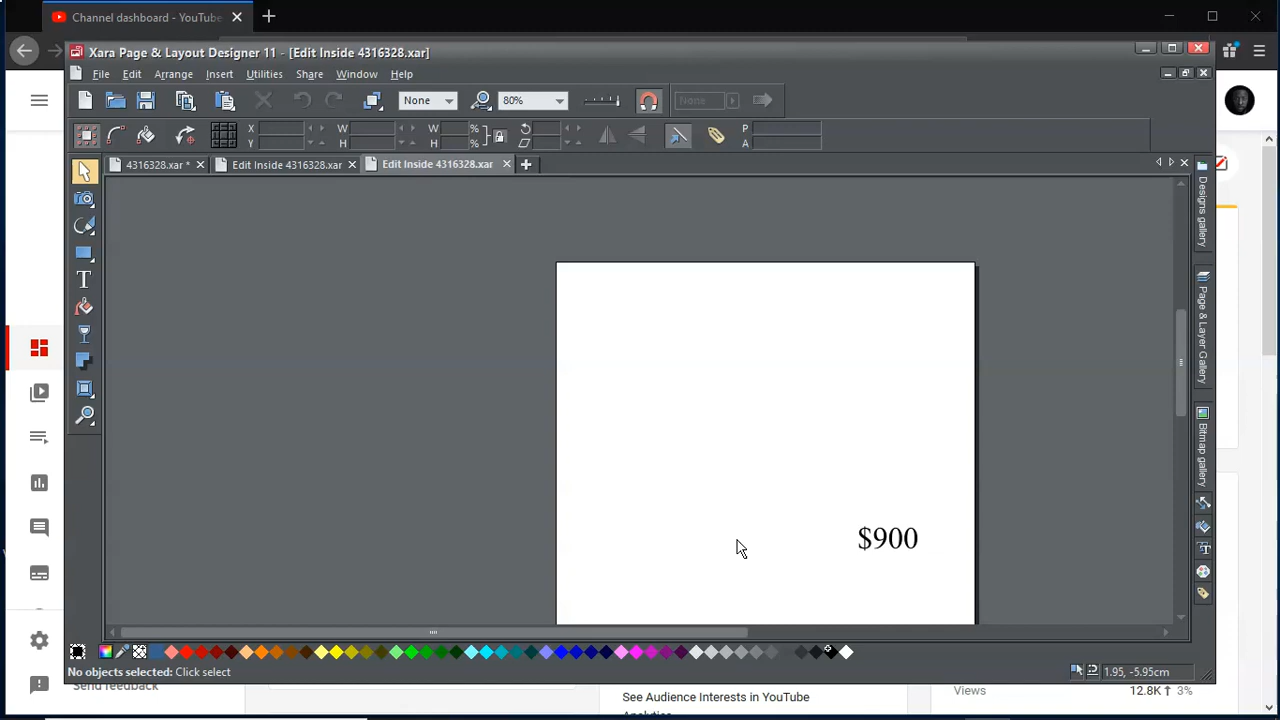 Channel dashboard - YouTube
Xara Page & Layout Designer 11 - [Edit Inside 4316328.xar]
File Edit Arrange Insert Utilities Share Window Help
None 80% None
X W W % P
Y H H % A
4316328.xar * Edit Inside 4316328.xar Edit Inside 4316328.xar
Designs gallery
Page & Layer Gallery
Bitmap gallery
T
$900
No objects selected: Click select
1.95, -5.95cm
Send feedback
See Audience Interests in YouTube
Views 12.8K ↑ 3%